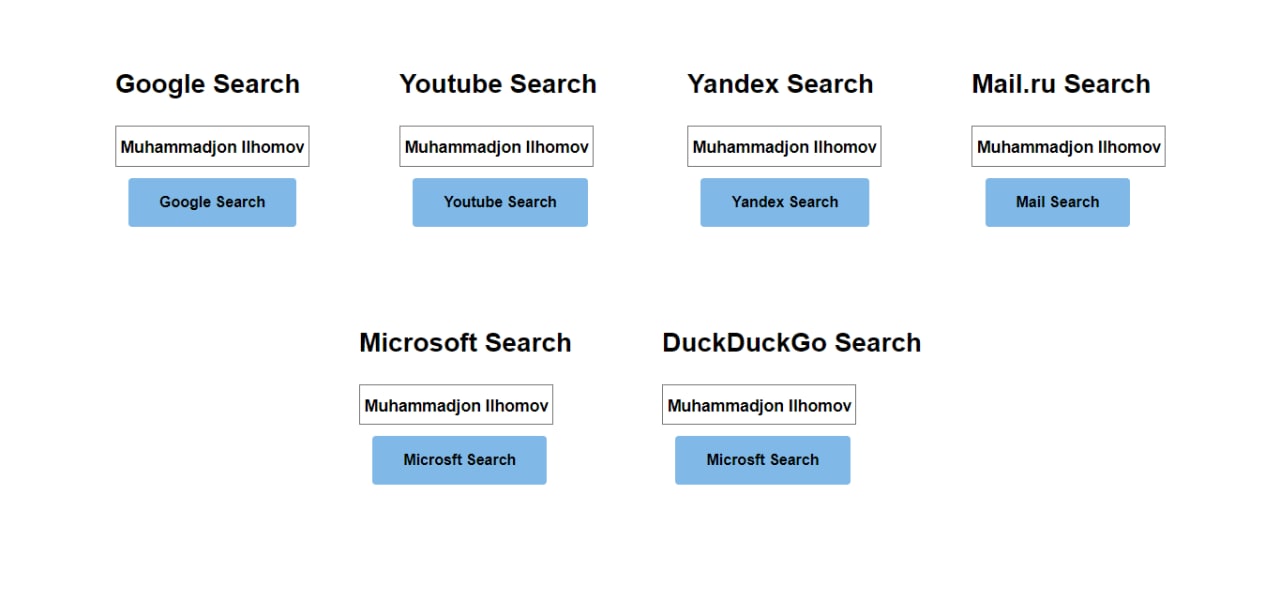 Google Search
Youtube Search
Yandex Search
Mail.ru Search
Muhammadjon Ilhomov
Muhammadjon Ilhomov
Muhammadjon Ilhomov
Muhammadjon Ilhomov
Google Search
Youtube Search
Yandex Search
Mail Search
Microsoft Search
DuckDuckGo Search
Muhammadjon Ilhomov
Muhammadjon Ilhomov
Microsft Search
Microsft Search